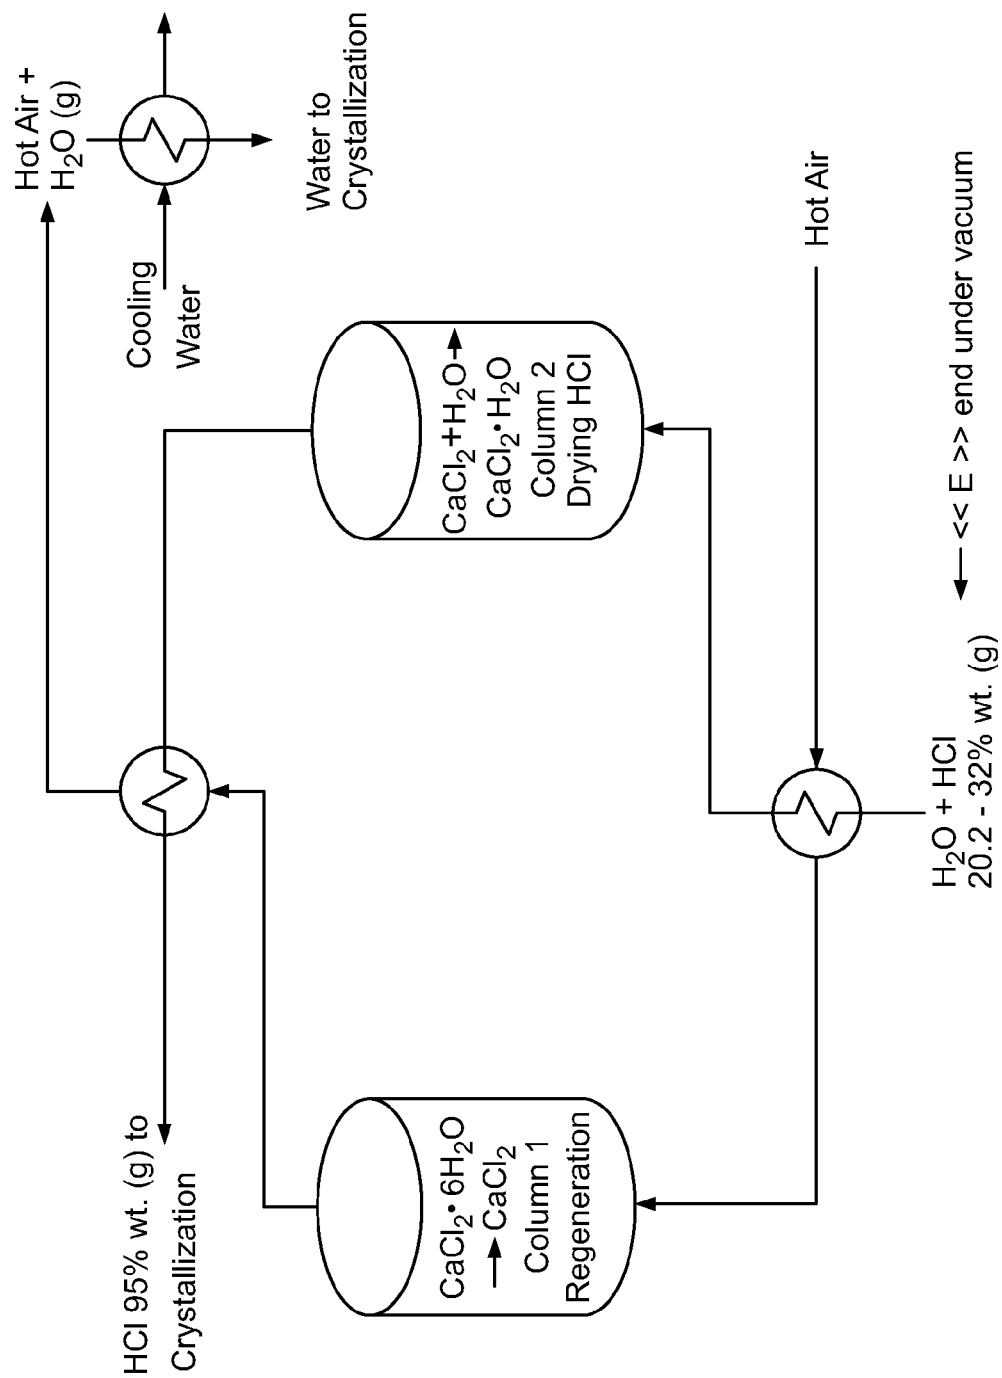 Hot Air +
H₂O (g)
Cooling
Water
Water to
Crystallization
HCl 95% wt. (g) to
Crystallization
CaCl₂•6H₂O
→ CaCl₂
Column 1
Regeneration
CaCl₂+H₂O→
CaCl₂•H₂O
Column 2
Drying HCl
Hot Air
H₂O + HCl
20.2 - 32% wt. (g)
← << E >> end under vacuum